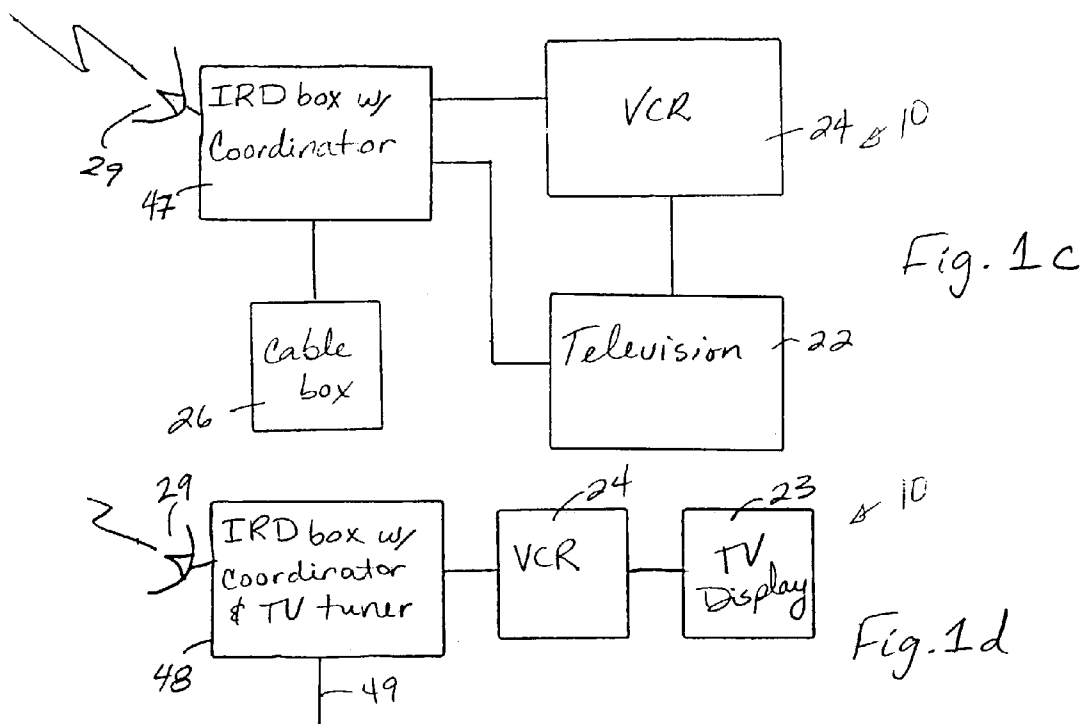 IRD box w/
Coordinator
29
47
VCR
24
10
Fig. 1c
Cable
box
26
Television
22
29
IRD box w/
Coordinator
& TV tuner
48
49
24
VCR
23
TV
Display
10
Fig. 1d